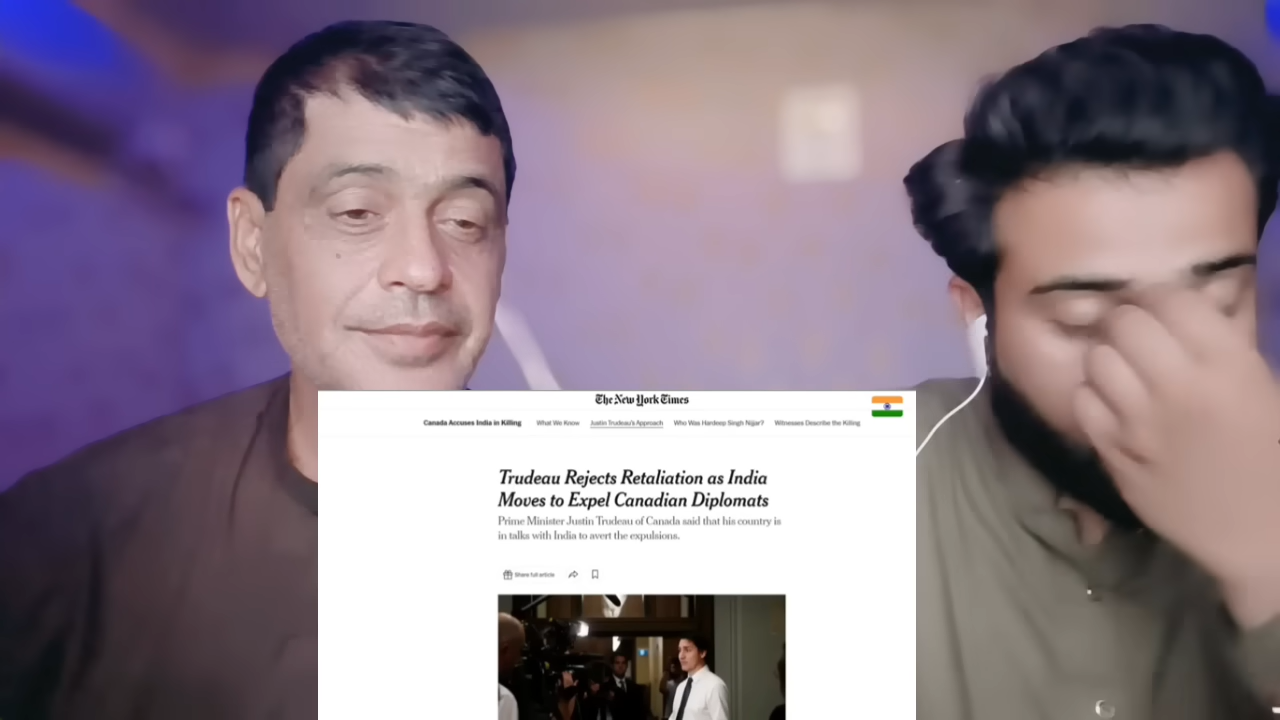 The New York Times
Canada Accuses India in Killing What We Know Justin Trudeau's Approach Who Was Hardeep Singh Nijjar? Witnesses Describe the Killing
Trudeau Rejects Retaliation as India
Moves to Expel Canadian Diplomats
Prime Minister Justin Trudeau of Canada said that his country is
in talks with India to avert the expulsions.
Share full article